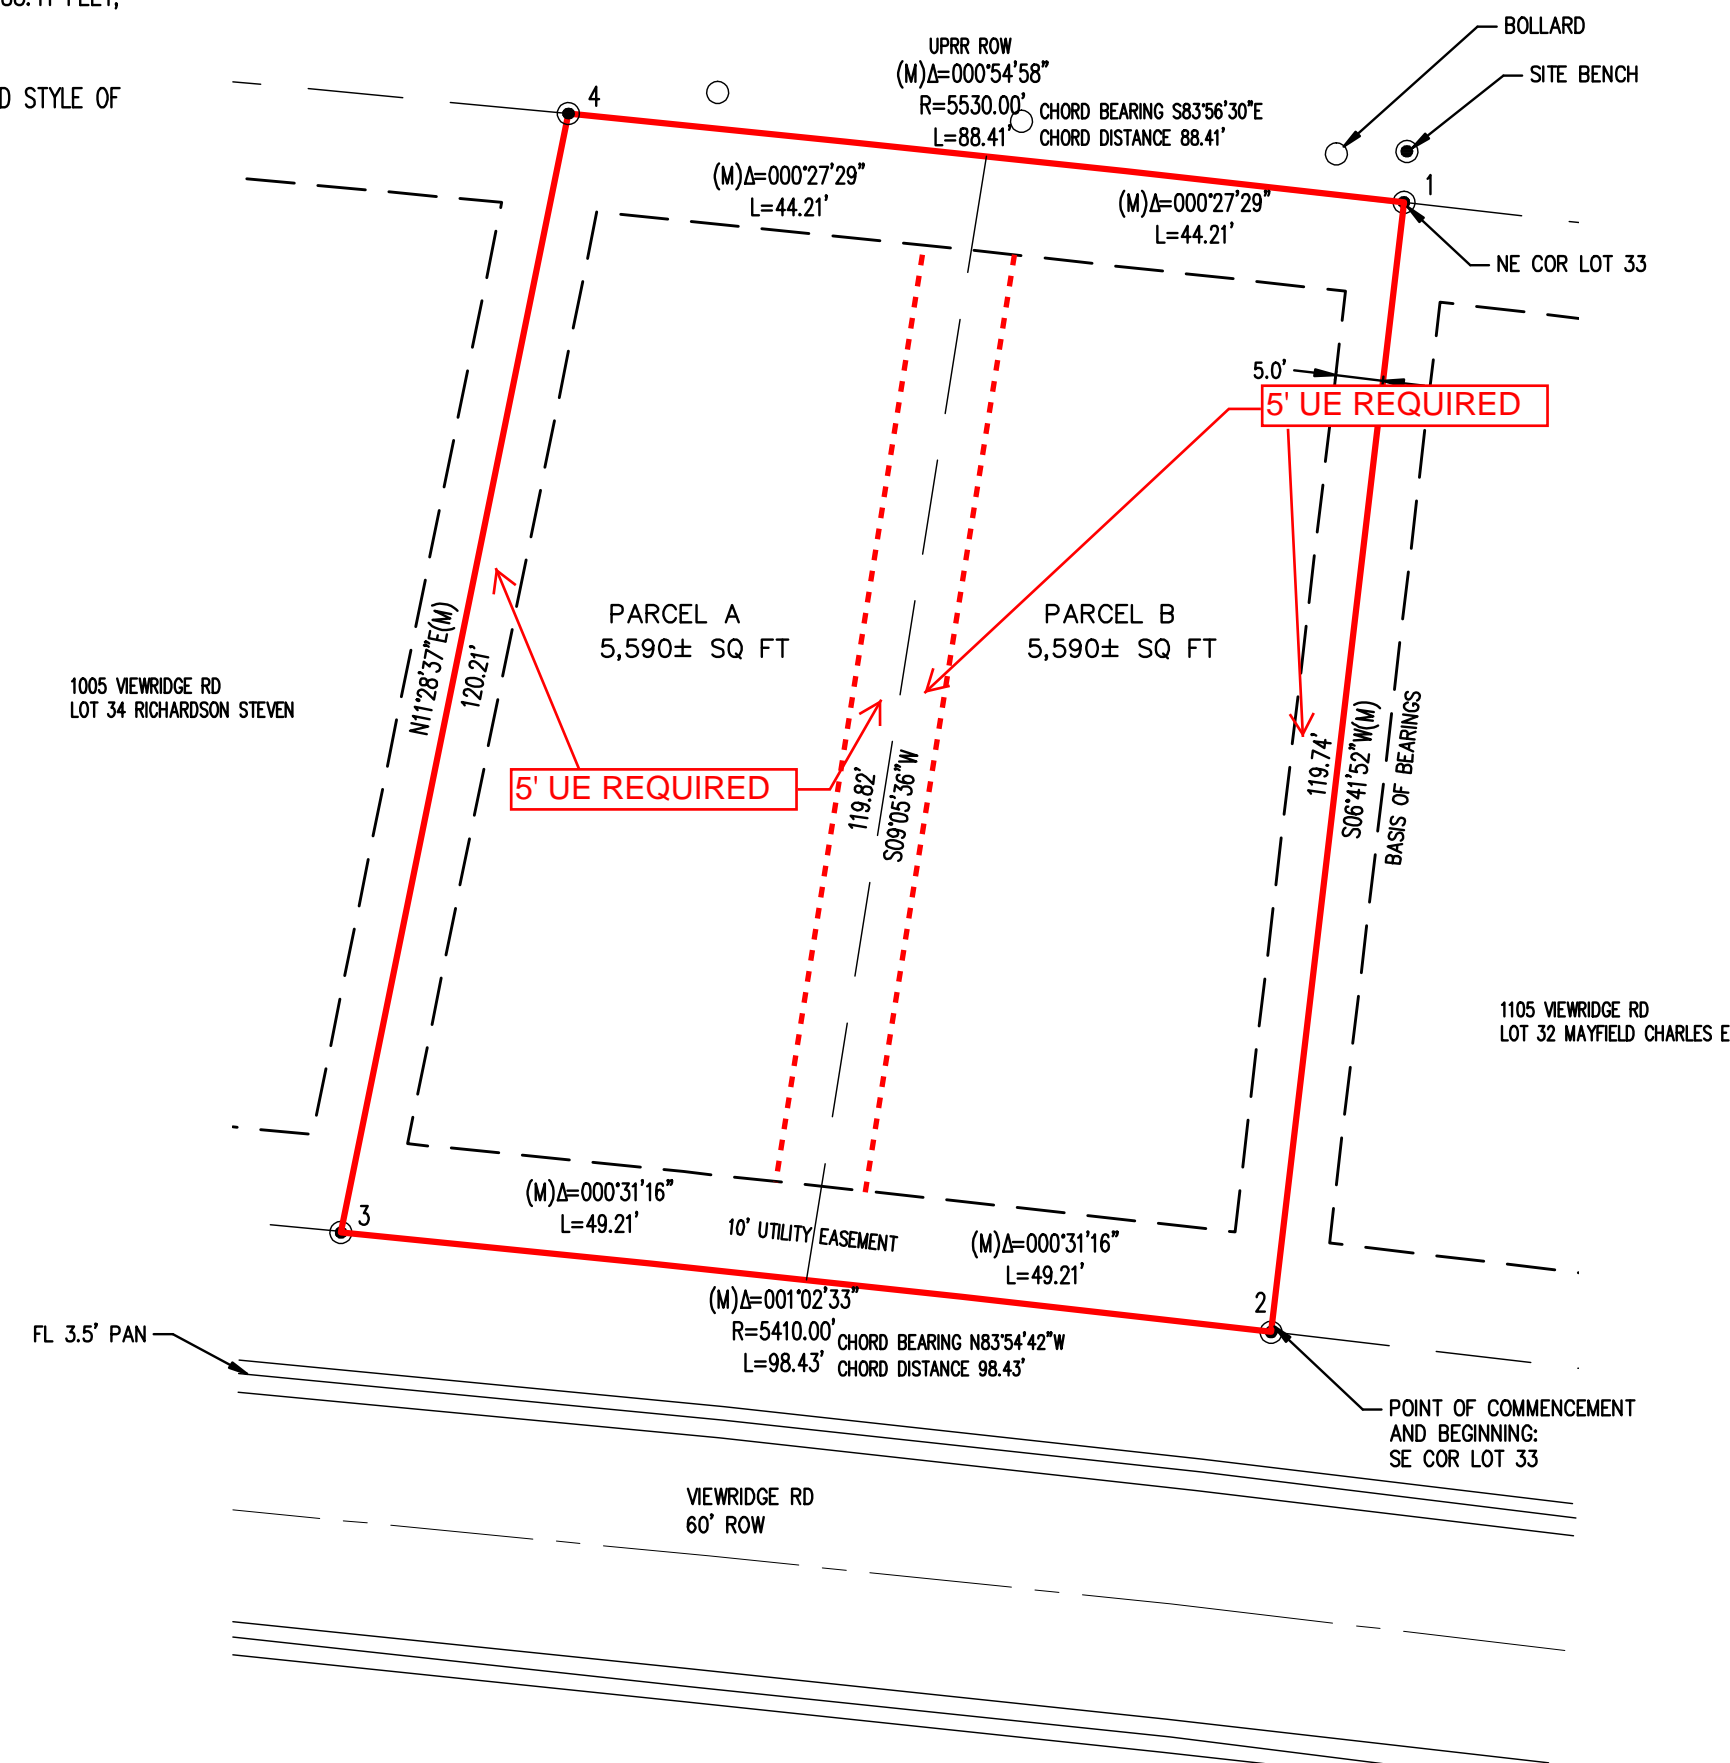 D STYLE OF
BOLLARD
SITE BENCH
UPRR ROW
(M)Δ=000°54'58"
R=5530.00'
L=88.41'
CHORD BEARING S83°56'30"E
CHORD DISTANCE 88.41'
4
1
(M)Δ=000°27'29"
L=44.21'
(M)Δ=000°27'29"
L=44.21'
NE COR LOT 33
5.0'
5' UE REQUIRED
PARCEL A
5,590± SQ FT
PARCEL B
5,590± SQ FT
N11°28'37"E(M)
120.21'
1005 VIEWRIDGE RD
LOT 34 RICHARDSON STEVEN
5' UE REQUIRED
119.82'
S09°05'36"W
119.74'
S06°41'52"W(M)
BASIS OF BEARINGS
1105 VIEWRIDGE RD
LOT 32 MAYFIELD CHARLES E
3
(M)Δ=000°31'16"
L=49.21'
10' UTILITY EASEMENT
(M)Δ=000°31'16"
L=49.21'
2
(M)Δ=001°02'33"
R=5410.00'
L=98.43'
CHORD BEARING N83°54'42"W
CHORD DISTANCE 98.43'
FL 3.5' PAN
POINT OF COMMENCEMENT
AND BEGINNING:
SE COR LOT 33
VIEWRIDGE RD
60' ROW